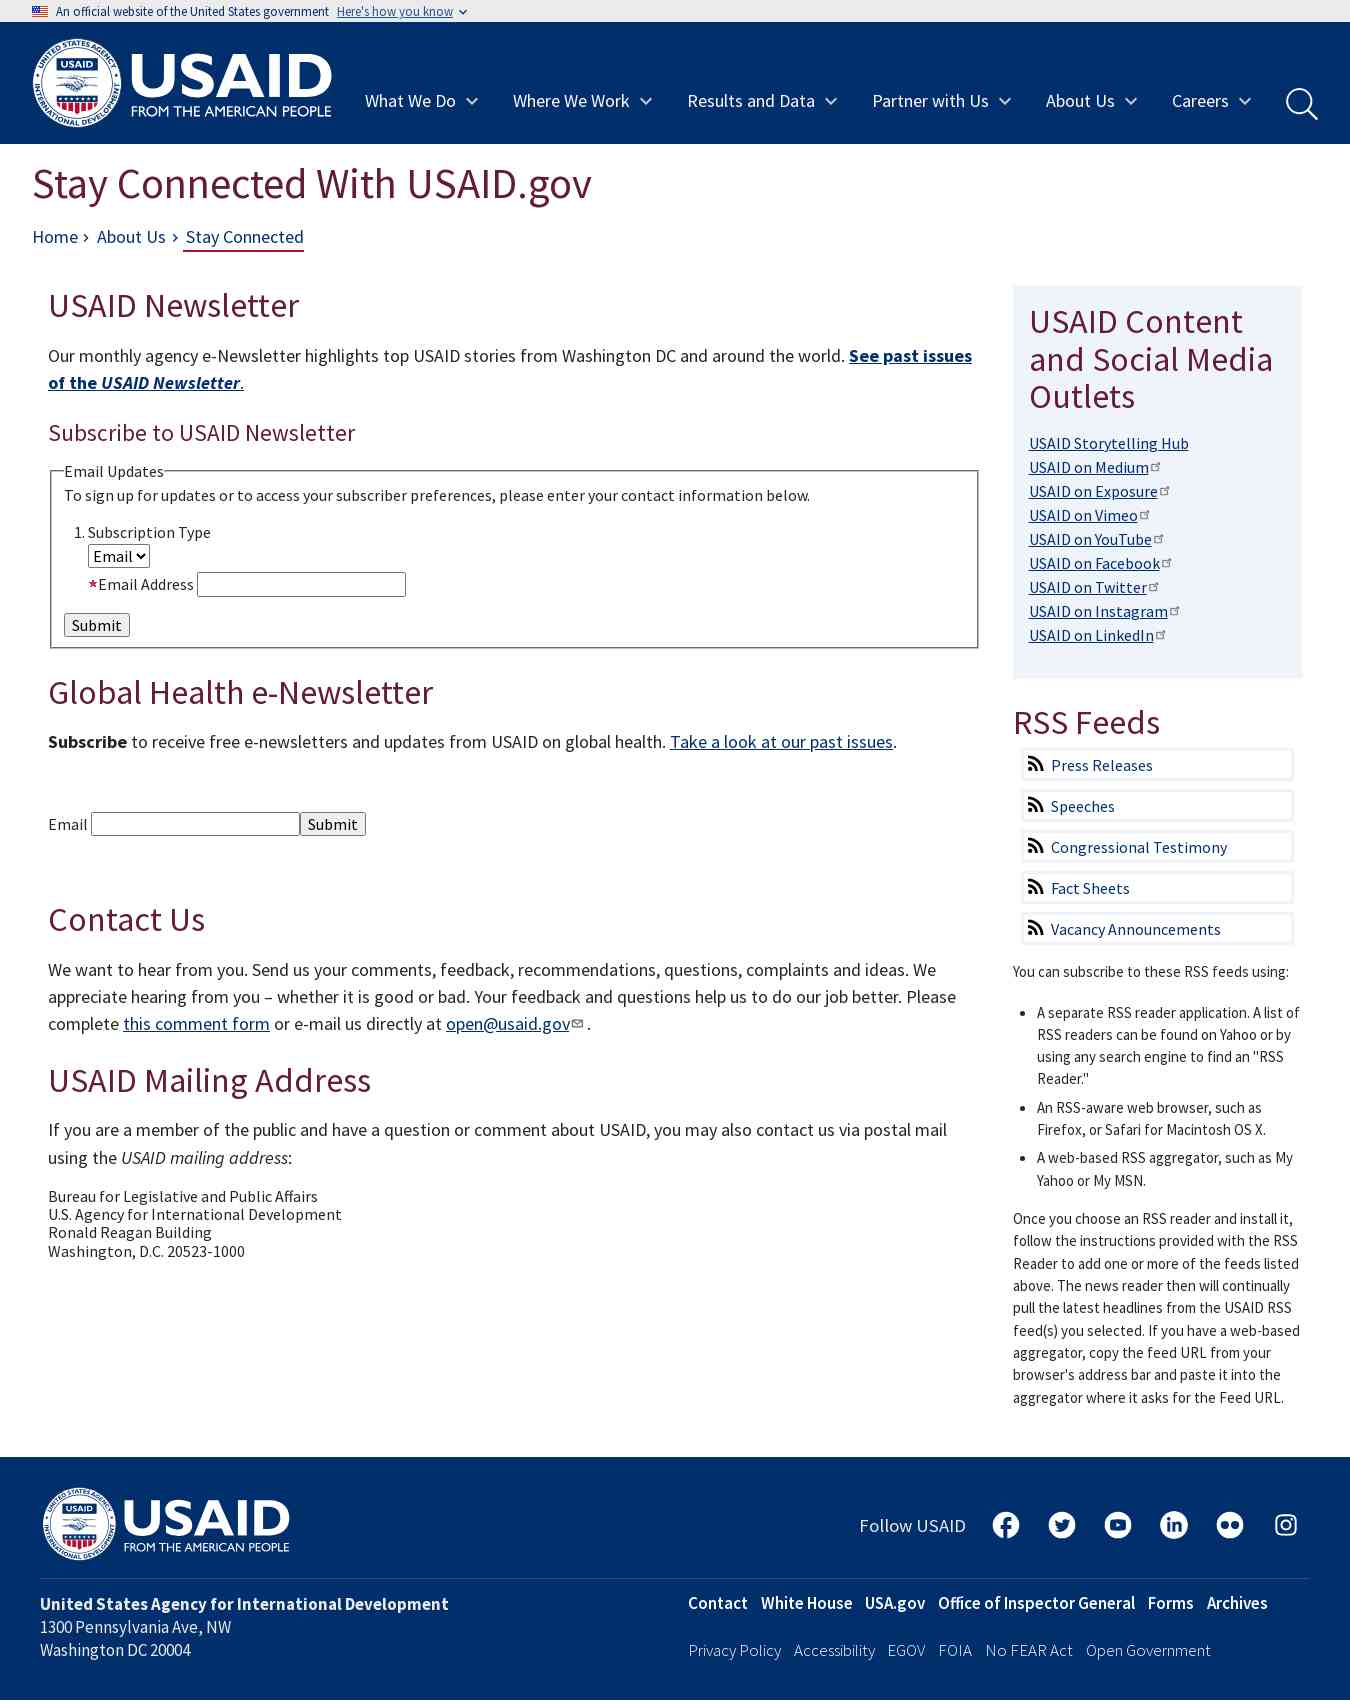 An official website of the United States government Here's how you know
UNITED STATES AGENCY
USAID
INTERNATIONAL DEVELOPMENT
USAID
FROM THE AMERICAN PEOPLE
What We Do
Where We Work
Results and Data
Partner with Us
About Us
Careers
Stay Connected With USAID.gov
Home
About Us
Stay Connected
USAID Newsletter
Our monthly agency e-Newsletter highlights top USAID stories from Washington DC and around the world. See past issues
of the USAID Newsletter.
Subscribe to USAID Newsletter
Email Updates
To sign up for updates or to access your subscriber preferences, please enter your contact information below.
1. Subscription Type
Email
*Email Address
Submit
Global Health e-Newsletter
Subscribe to receive free e-newsletters and updates from USAID on global health. Take a look at our past issues.
Email
Submit
Contact Us
We want to hear from you. Send us your comments, feedback, recommendations, questions, complaints and ideas. We
appreciate hearing from you – whether it is good or bad. Your feedback and questions help us to do our job better. Please
complete this comment form or e-mail us directly at open@usaid.gov .
USAID Mailing Address
If you are a member of the public and have a question or comment about USAID, you may also contact us via postal mail
using the USAID mailing address:
Bureau for Legislative and Public Affairs
U.S. Agency for International Development
Ronald Reagan Building
Washington, D.C. 20523-1000
USAID Content
and Social Media
Outlets
USAID Storytelling Hub
USAID on Medium
USAID on Exposure
USAID on Vimeo
USAID on YouTube
USAID on Facebook
USAID on Twitter
USAID on Instagram
USAID on LinkedIn
RSS Feeds
Press Releases
Speeches
Congressional Testimony
Fact Sheets
Vacancy Announcements
You can subscribe to these RSS feeds using:
• A separate RSS reader application. A list of
RSS readers can be found on Yahoo or by
using any search engine to find an "RSS
Reader."
• An RSS-aware web browser, such as
Firefox, or Safari for Macintosh OS X.
• A web-based RSS aggregator, such as My
Yahoo or My MSN.
Once you choose an RSS reader and install it,
follow the instructions provided with the RSS
Reader to add one or more of the feeds listed
above. The news reader then will continually
pull the latest headlines from the USAID RSS
feed(s) you selected. If you have a web-based
aggregator, copy the feed URL from your
browser's address bar and paste it into the
aggregator where it asks for the Feed URL.
UNITED STATES AGENCY
USAID
INTERNATIONAL DEVELOPMENT
USAID
FROM THE AMERICAN PEOPLE
Follow USAID
United States Agency for International Development
1300 Pennsylvania Ave, NW
Washington DC 20004
Contact White House USA.gov Office of Inspector General Forms Archives
Privacy Policy Accessibility EGOV FOIA No FEAR Act Open Government